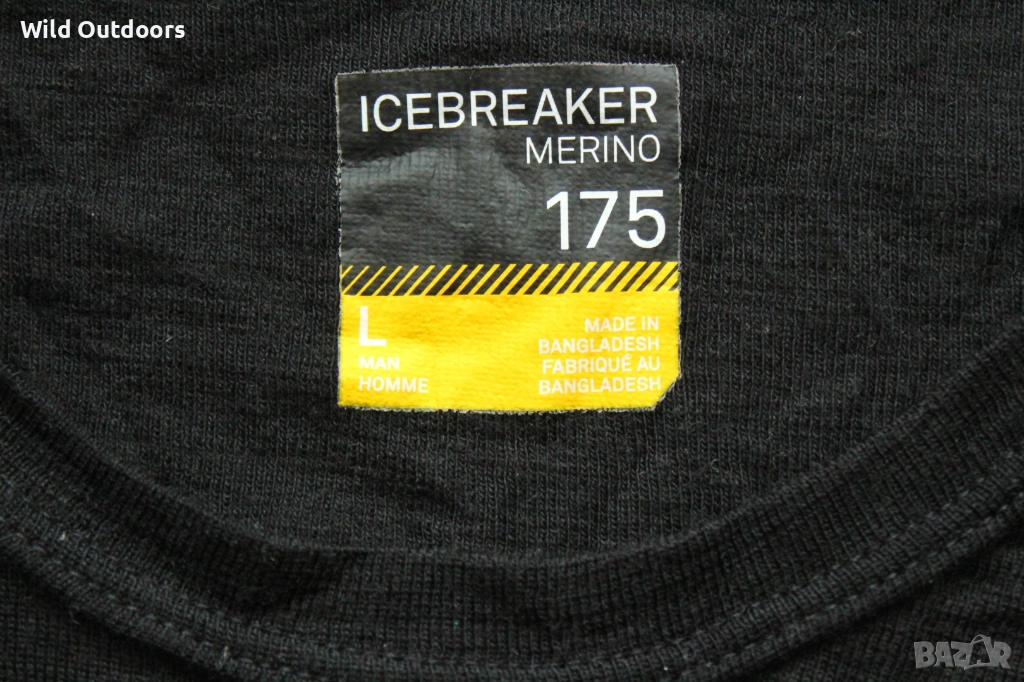 Wild Outdoors
ICEBREAKER
MERINO
175
L
MAN
HOMME
MADE IN
BANGLADESH
FABRIQUÉ AU
BANGLADESH
BAZAR